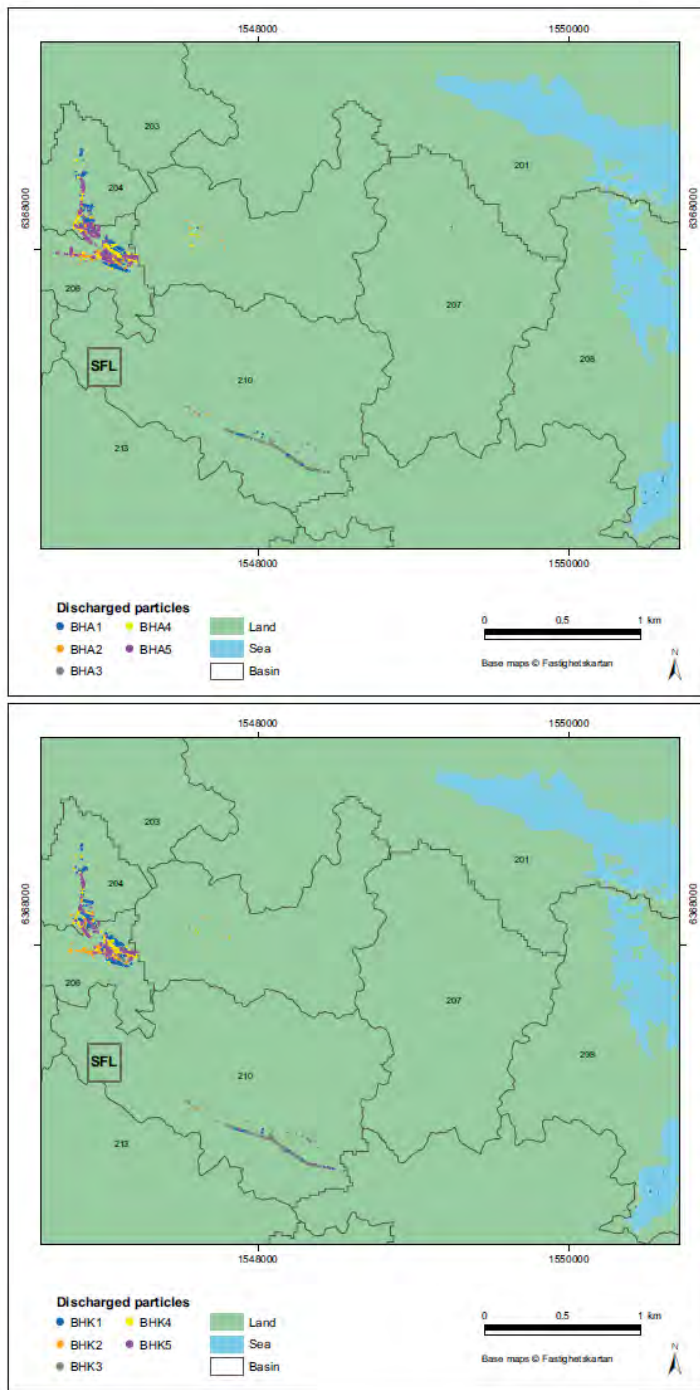 1548000 1550000
203
201
204
6368000 6368000
207
206
208
SFL
210
213
1548000 1550000
Discharged particles
BHA1 BHA4 Land 0 0.5 1 km
BHA2 BHA5 Sea
BHA3 Basin
Base maps © Fastighetskartan
N
1548000 1550000
203
201
204
6368000 6368000
206
207
208
SFL
210
213
1548000 1550000
Discharged particles
BHK1 BHK4 Land 0 0.5 1 km
BHK2 BHK5 Sea
BHK3 Basin
Base maps © Fastighetskartan
N